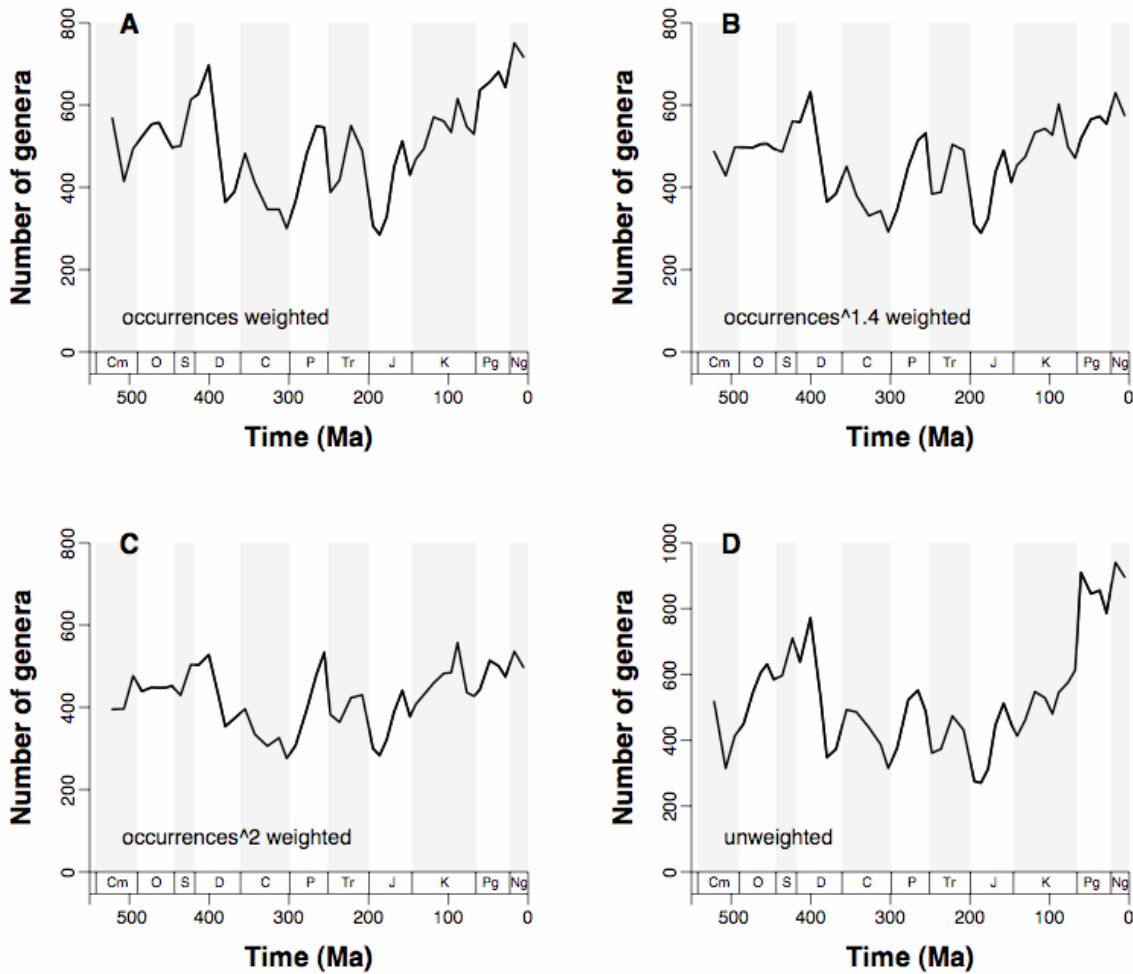 A
Number of genera
800
600
400
200
0
occurrences weighted
Cm O S D C P Tr J K Pg Ng
500 400 300 200 100 0
Time (Ma)
B
Number of genera
800
600
400
200
0
occurrences^1.4 weighted
Cm O S D C P Tr J K Pg Ng
500 400 300 200 100 0
Time (Ma)
C
Number of genera
800
600
400
200
0
occurrences^2 weighted
Cm O S D C P Tr J K Pg Ng
500 400 300 200 100 0
Time (Ma)
D
Number of genera
1000
800
600
400
200
0
unweighted
Cm O S D C P Tr J K Pg Ng
500 400 300 200 100 0
Time (Ma)